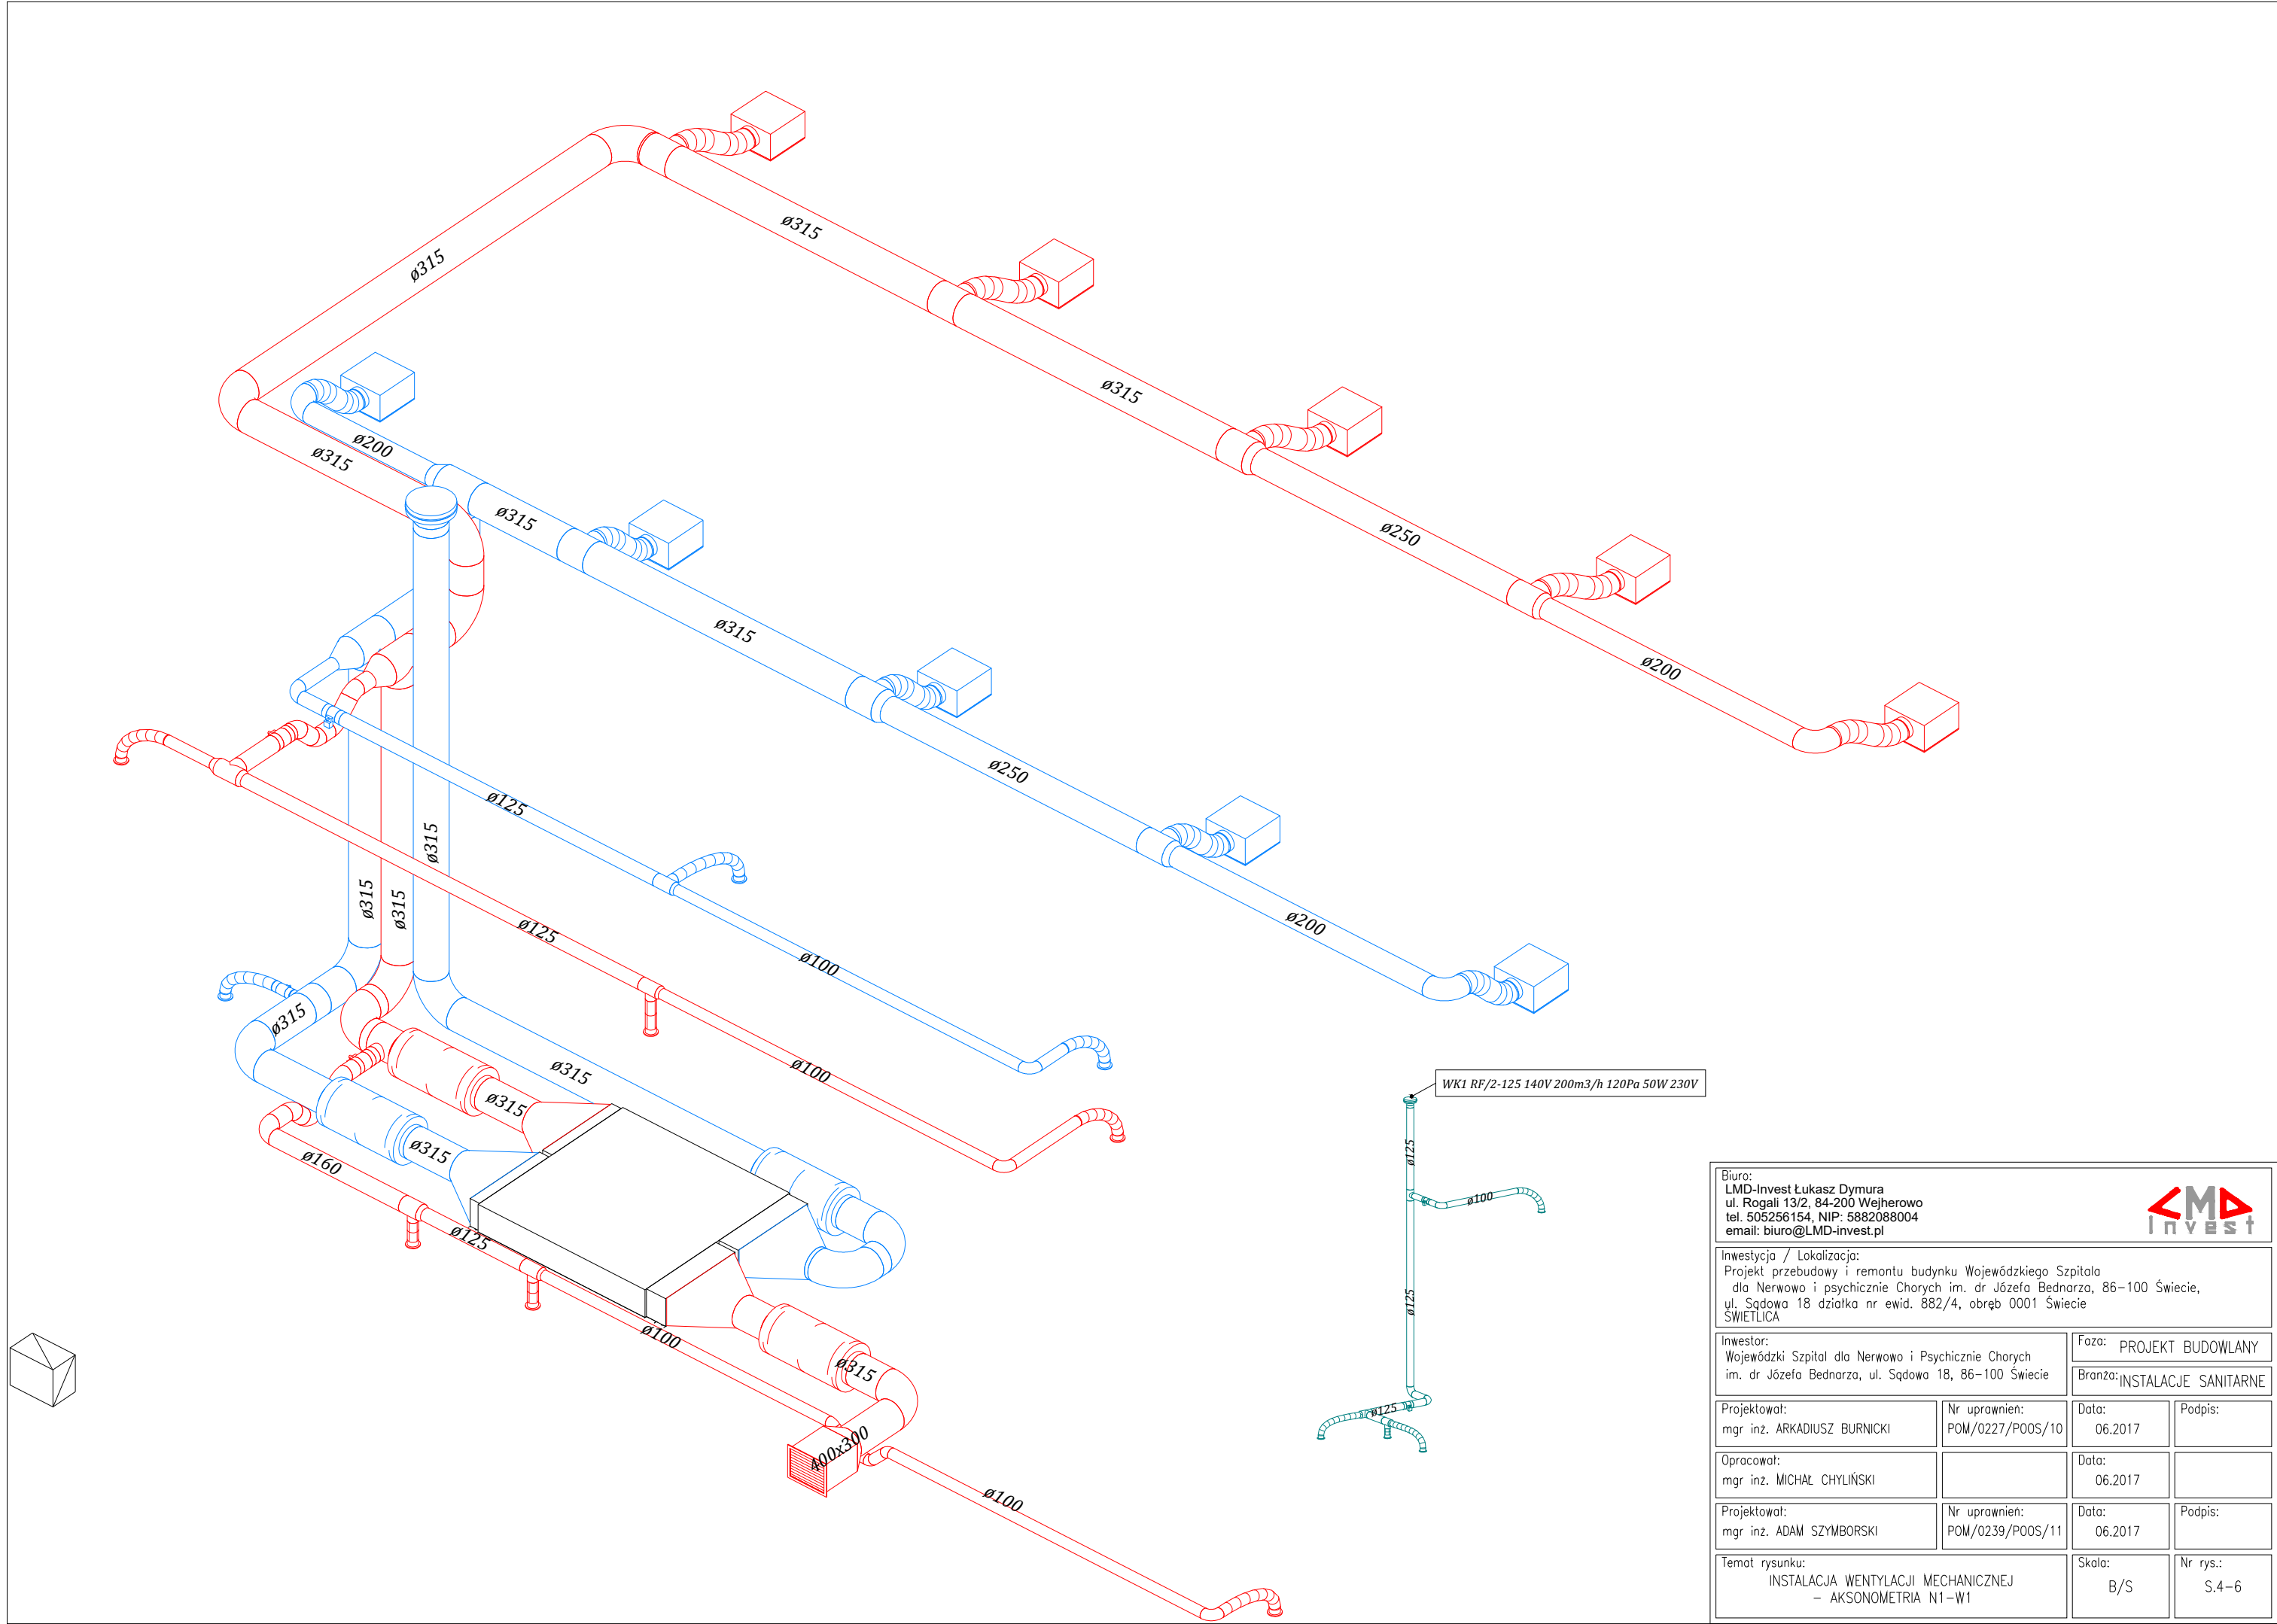 ø315
ø315
ø315
ø200
ø315
ø315
ø250
ø315
ø200
ø250
ø125
ø315
ø315
ø315
ø125
ø200
ø100
ø315
ø315
ø100
ø315
ø315
ø160
ø125
ø100
ø315
400x300
ø100
WK1 RF/2-125 140V 200m3/h 120Pa 50W 230V
ø125
ø100
ø125
ø125
Biuro:
LMD-Invest Łukasz Dymura
ul. Rogali 13/2, 84-200 Wejherowo
tel. 505256154, NIP: 5882088004
email: biuro@LMD-invest.pl
LMD
invest
Inwestycja / Lokalizacja:
Projekt przebudowy i remontu budynku Wojewódzkiego Szpitala
dla Nerwowo i psychicznie Chorych im. dr Józefa Bednarza, 86-100 Świecie,
ul. Sądowa 18 działka nr ewid. 882/4, obręb 0001 Świecie
ŚWIETLICA
Inwestor:
Wojewódzki Szpital dla Nerwowo i Psychicznie Chorych
im. dr Józefa Bednarza, ul. Sądowa 18, 86-100 Świecie
Faza: PROJEKT BUDOWLANY
Branża: INSTALACJE SANITARNE
Projektował: Nr uprawnień: Data: Podpis:
mgr inż. ARKADIUSZ BURNICKI POM/0227/POOS/10 06.2017
Opracował: Data:
mgr inż. MICHAŁ CHYLIŃSKI 06.2017
Projektował: Nr uprawnień: Data: Podpis:
mgr inż. ADAM SZYMBORSKI POM/0239/POOS/11 06.2017
Temat rysunku: Skala: Nr rys.:
INSTALACJA WENTYLACJI MECHANICZNEJ
- AKSONOMETRIA N1-W1
B/S S.4-6